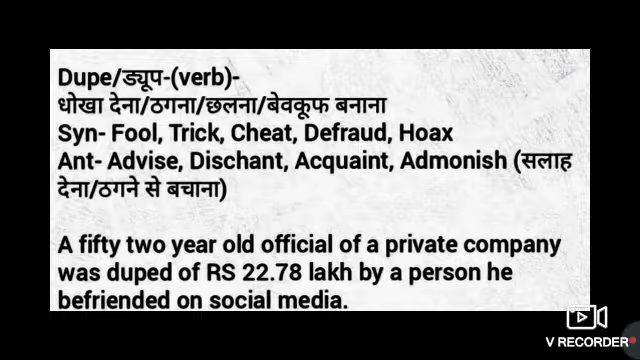 Dupe/ड्यूप-(verb)-
धोखा देना/ठगना/छलना/बेवकूफ बनाना
Syn- Fool, Trick, Cheat, Defraud, Hoax
Ant- Advise, Dischant, Acquaint, Admonish (सलाह
देना/ठगने से बचाना)
A fifty two year old official of a private company
was duped of RS 22.78 lakh by a person he
befriended on social media.
V RECORDER